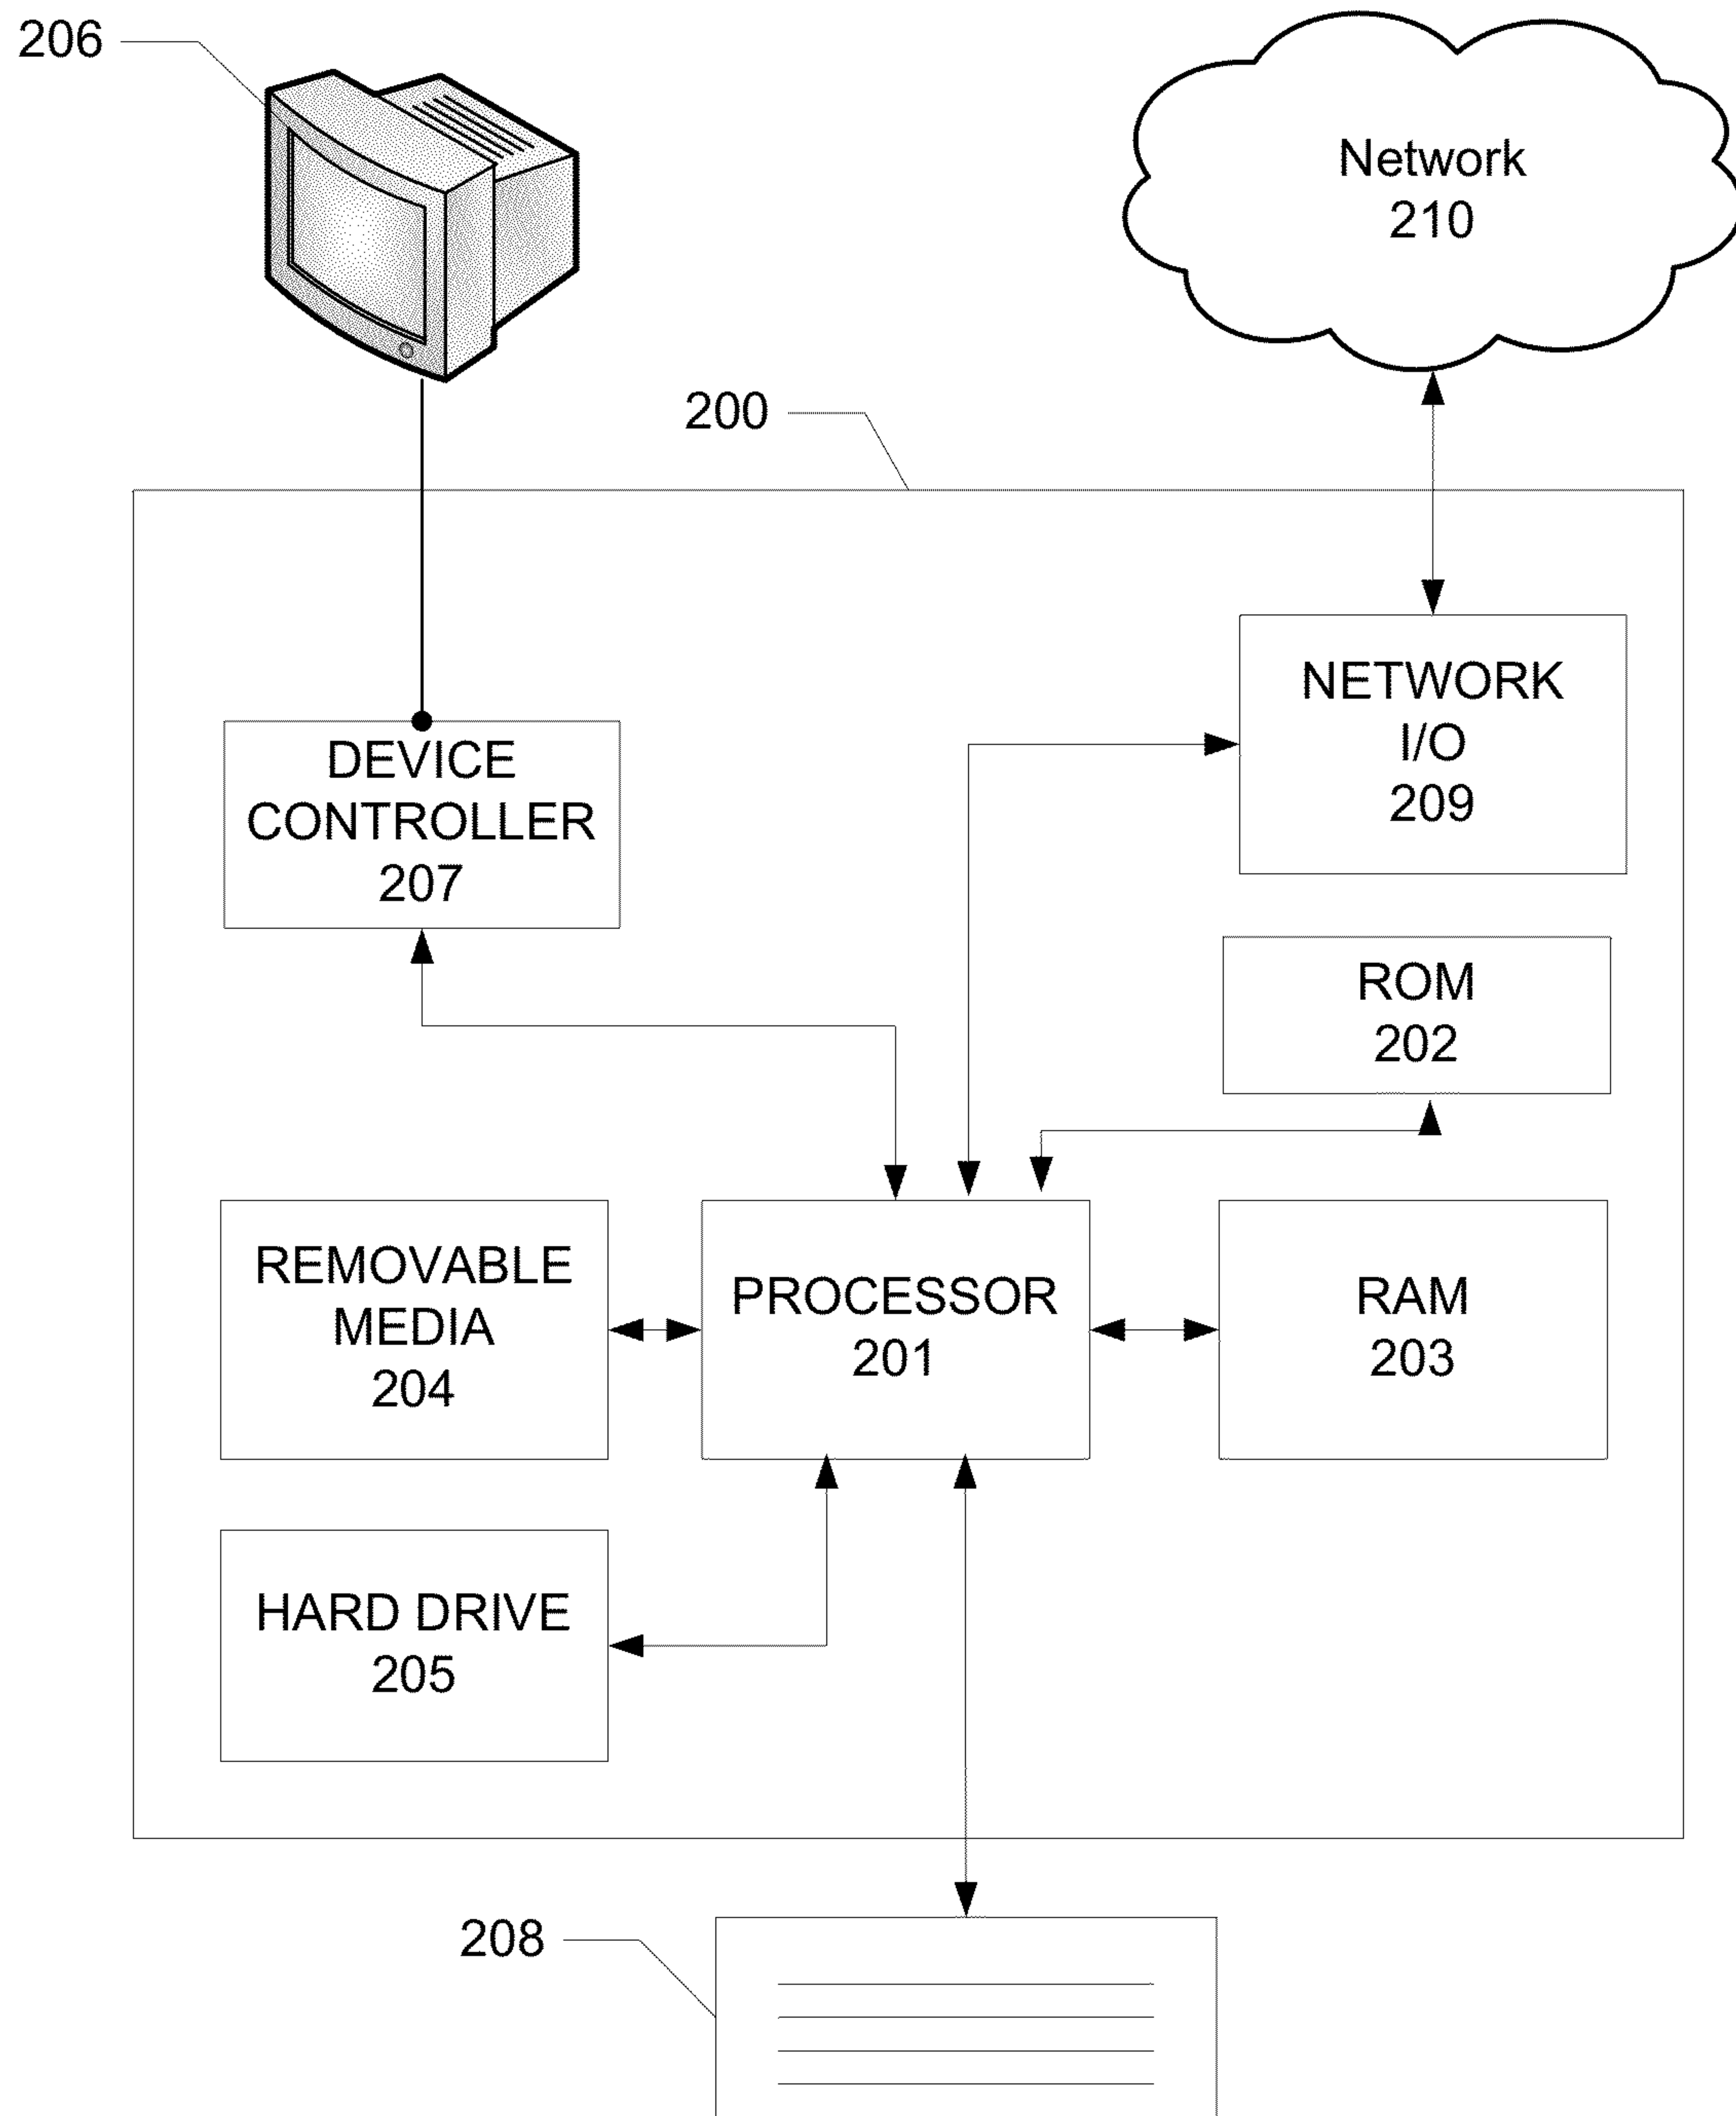 206
Network
210
200
NETWORK
I/O
209
DEVICE
CONTROLLER
207
ROM
202
REMOVABLE
MEDIA
204
PROCESSOR
201
RAM
203
HARD DRIVE
205
208